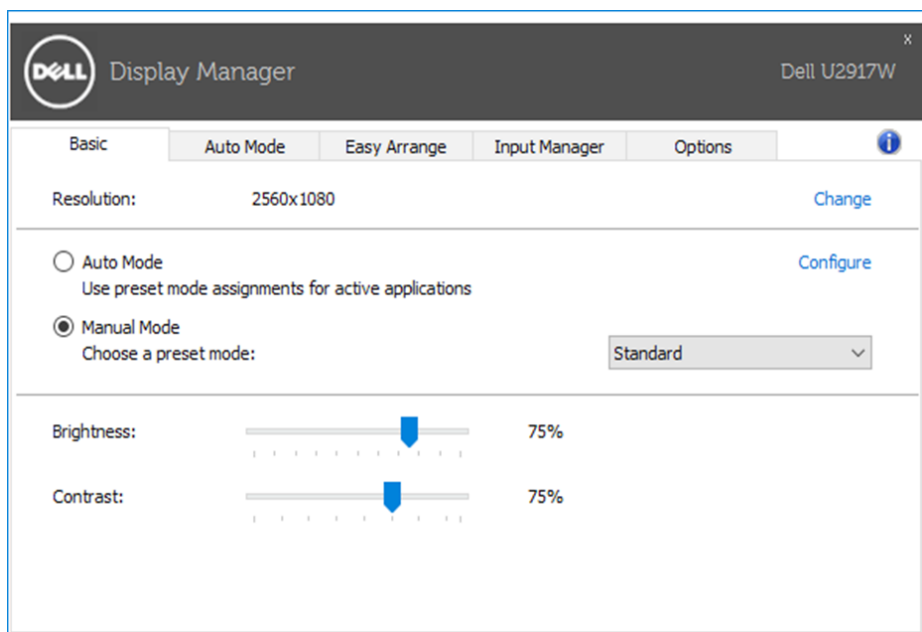 DELL Display Manager Dell U2917W x
Basic Auto Mode Easy Arrange Input Manager Options i
Resolution: 2560x1080 Change
Auto Mode Configure
Use preset mode assignments for active applications
Manual Mode
Choose a preset mode: Standard
Brightness: 75%
Contrast: 75%